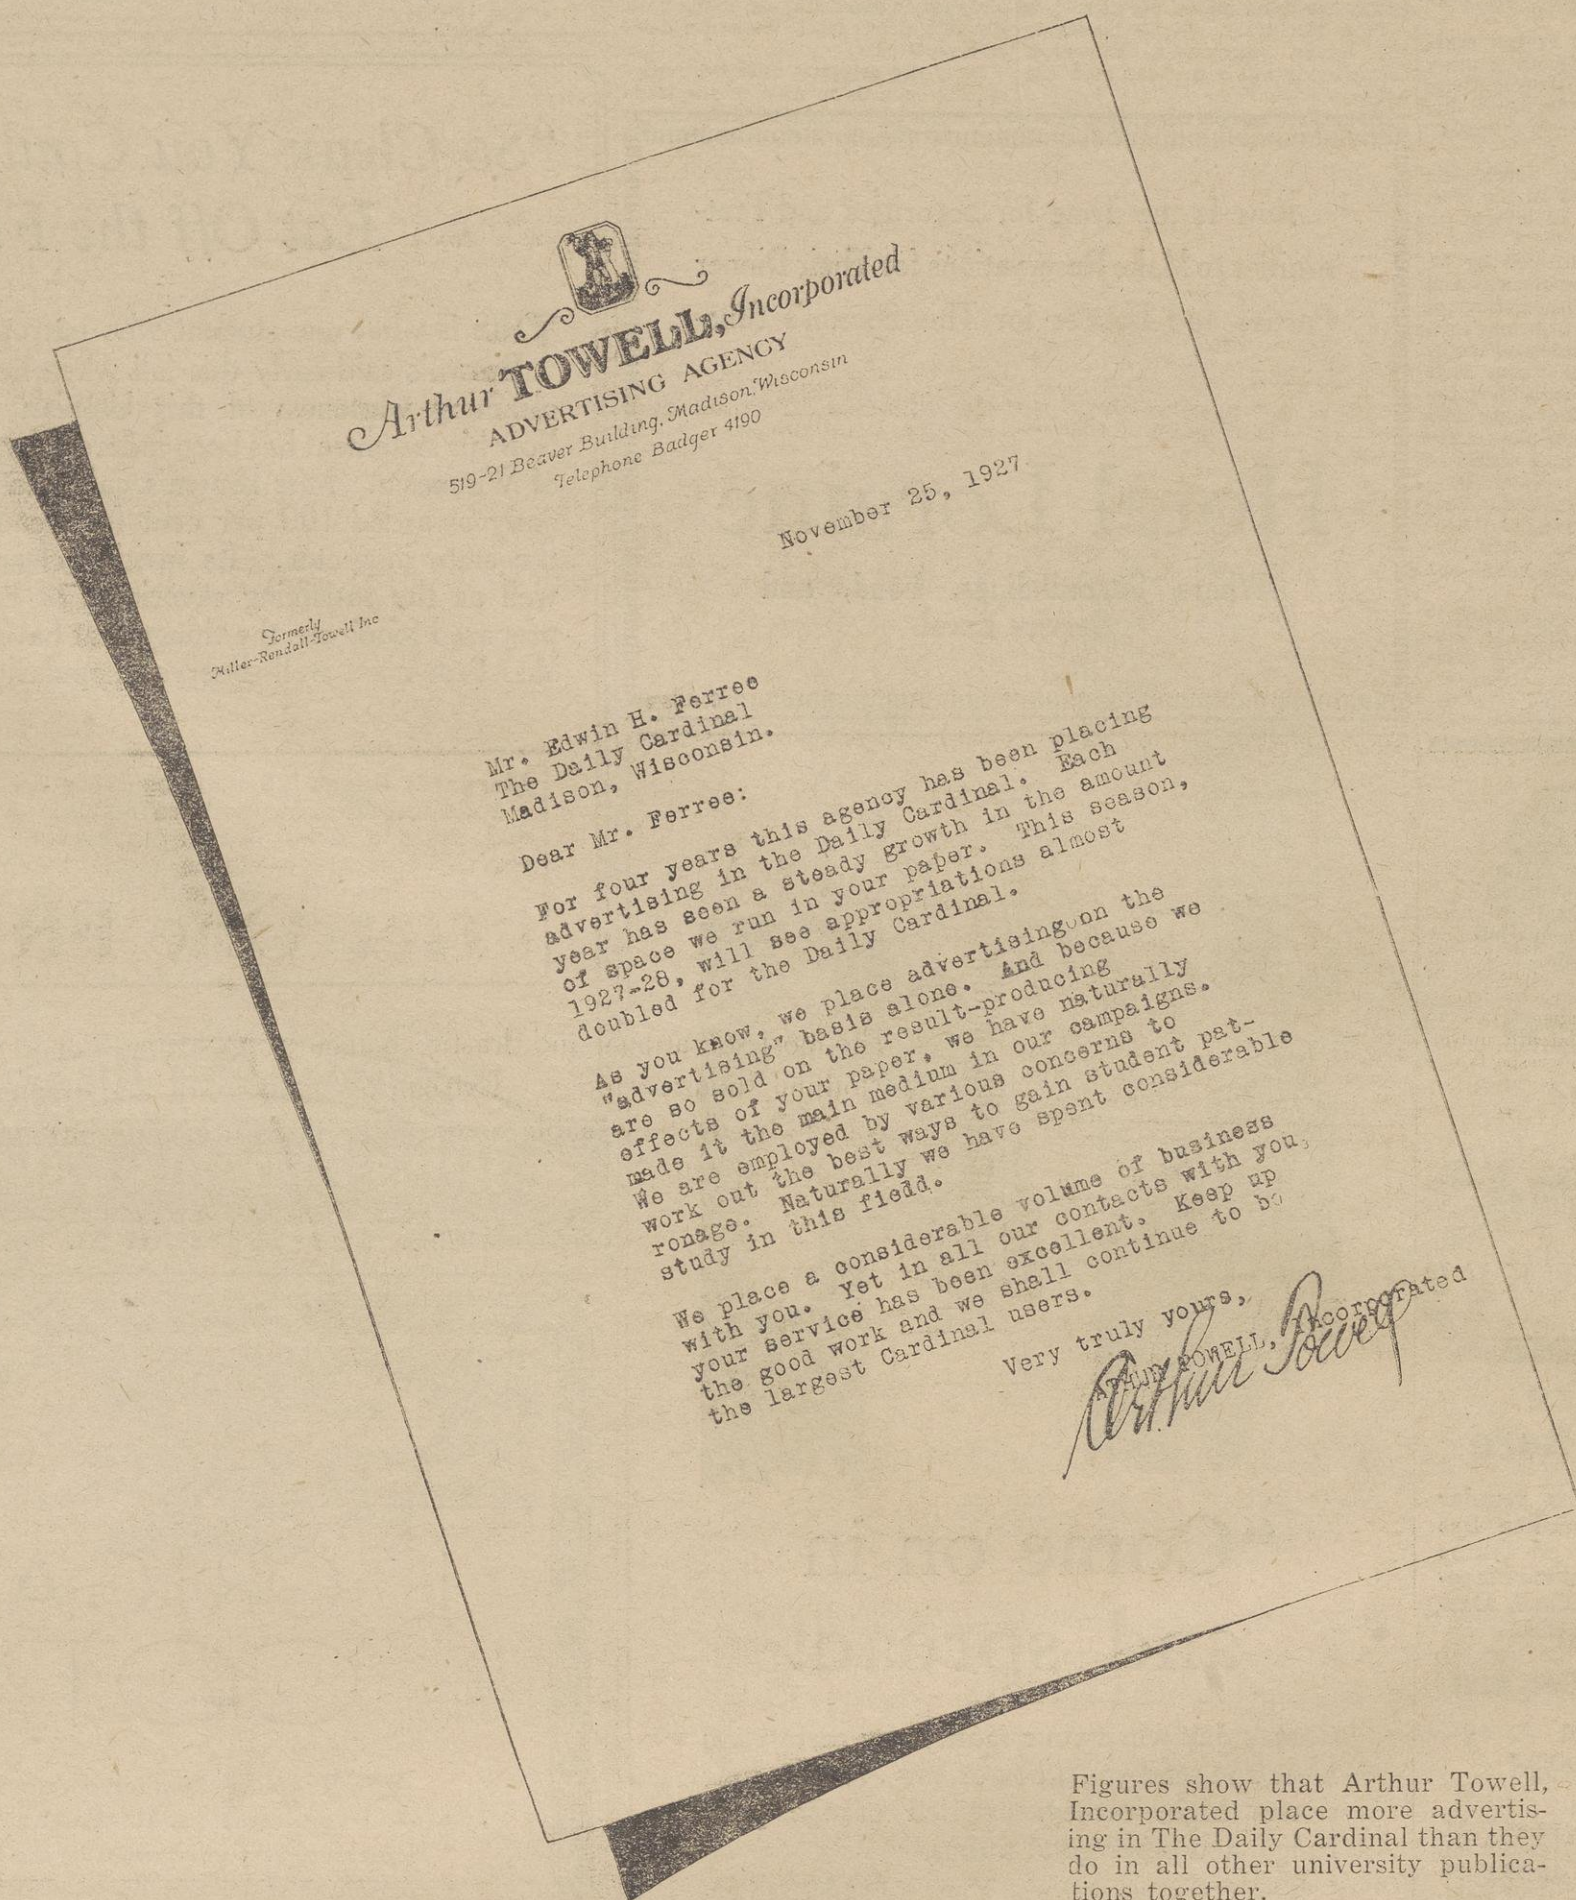 Arthur TOWELL, Incorporated
ADVERTISING AGENCY
519-21 Beaver Building, Madison, Wisconsin
Telephone Badger 4190
November 25, 1927
Formerly
Miller-Rendall-Towell Inc
Mr. Edwin H. Ferree
The Daily Cardinal
Madison, Wisconsin.
Dear Mr. Ferree:
For four years this agency has been placing
advertising in the Daily Cardinal. Each
year has seen a steady growth in the amount
of space we run in your paper. This season,
1927-28, will see appropriations almost
doubled for the Daily Cardinal.
As you know, we place advertising on the
"advertising" basis alone. And because we
are so sold on the result-producing
effects of your paper, we have naturally
made it the main medium in our campaigns.
We are employed by various concerns to
work out the best ways to gain student pat-
ronage. Naturally we have spent considerable
study in this fiedd.
We place a considerable volume of business
with you. Yet in all our contacts with you,
your service has been excellent. Keep up
the good work and we shall continue to be
the largest Cardinal users.
Very truly yours,
ARTHUR TOWELL, Incorporated
Arthur Towell
Figures show that Arthur Towell,
Incorporated place more advertis-
ing in The Daily Cardinal than they
do in all other university publica-
tions together.